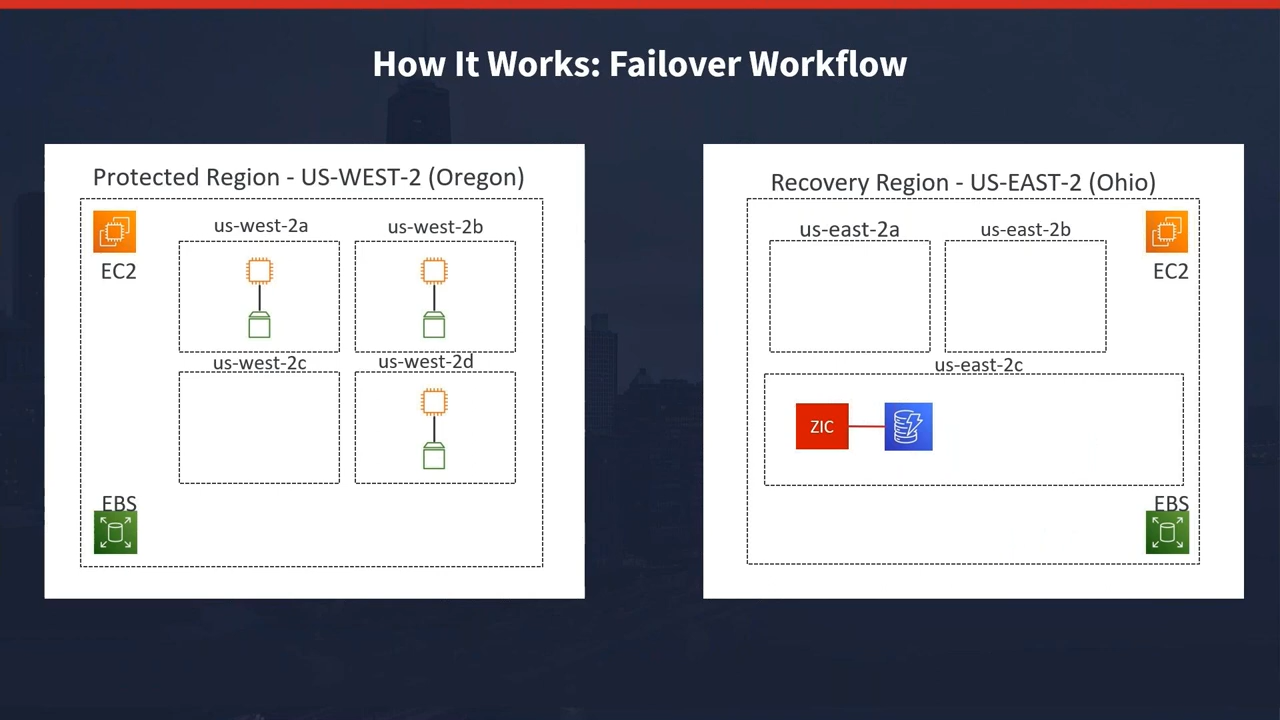 How It Works: Failover Workflow
Protected Region - US-WEST-2 (Oregon)
us-west-2a
us-west-2b
EC2
us-west-2c
us-west-2d
EBS
Recovery Region - US-EAST-2 (Ohio)
us-east-2a
us-east-2b
EC2
us-east-2c
ZIC
EBS